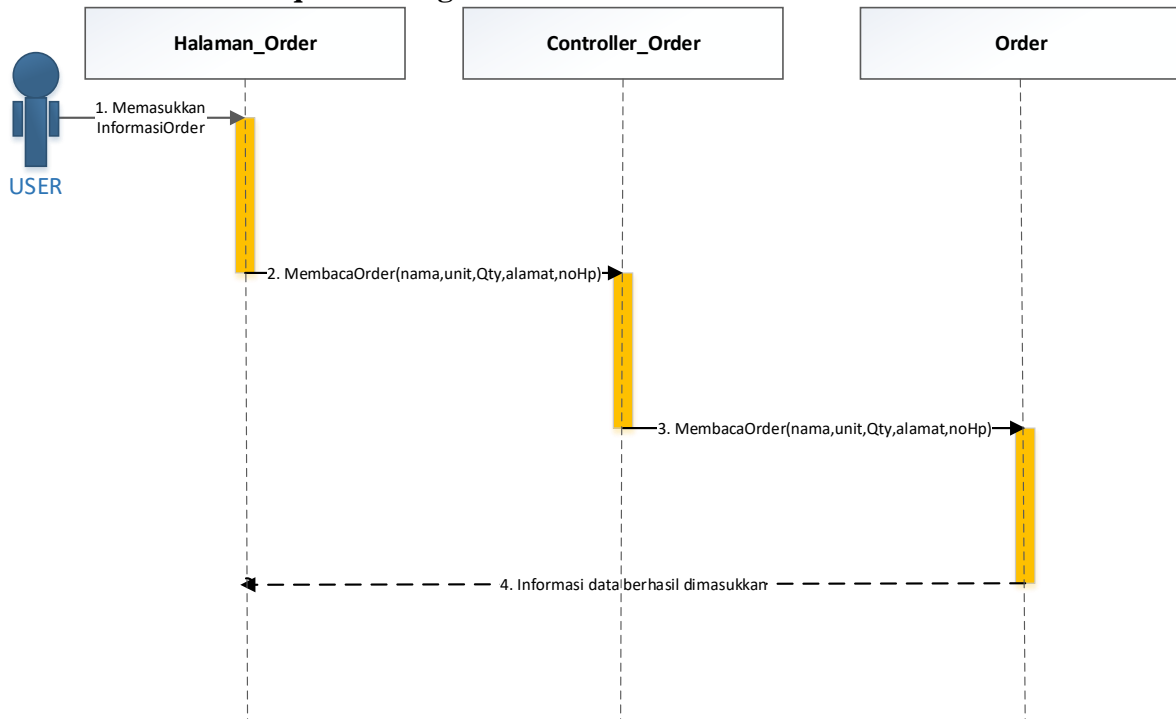 Halaman_Order
Controller_Order
Order
1. Memasukkan
InformasiOrder
USER
2. MembacaOrder(nama,unit,Qty,alamat,noHp)
3. MembacaOrder(nama,unit,Qty,alamat,noHp)
4. Informasi data berhasil dimasukkan